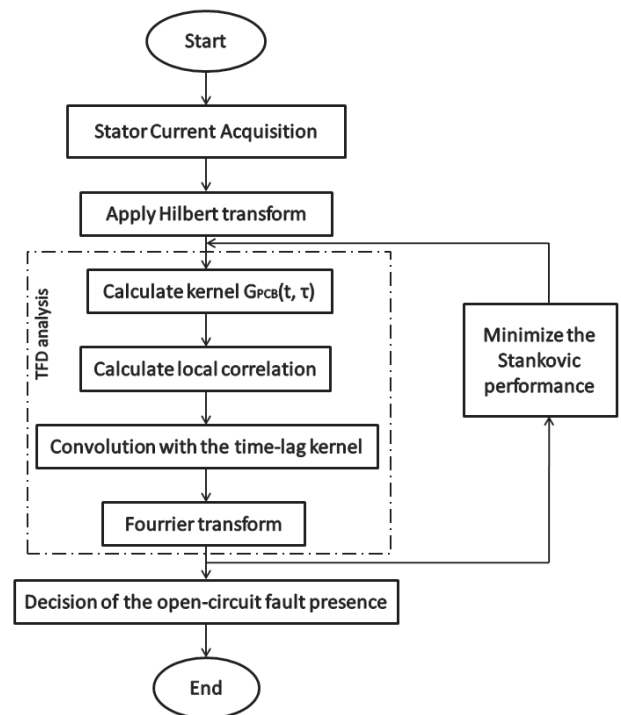 Start
Stator Current Acquisition
Apply Hilbert transform
TFD analysis
Calculate kernel GPCB(t, τ)
Calculate local correlation
Convolution with the time-lag kernel
Fourrier transform
Minimize the
Stankovic
performance
Decision of the open-circuit fault presence
End